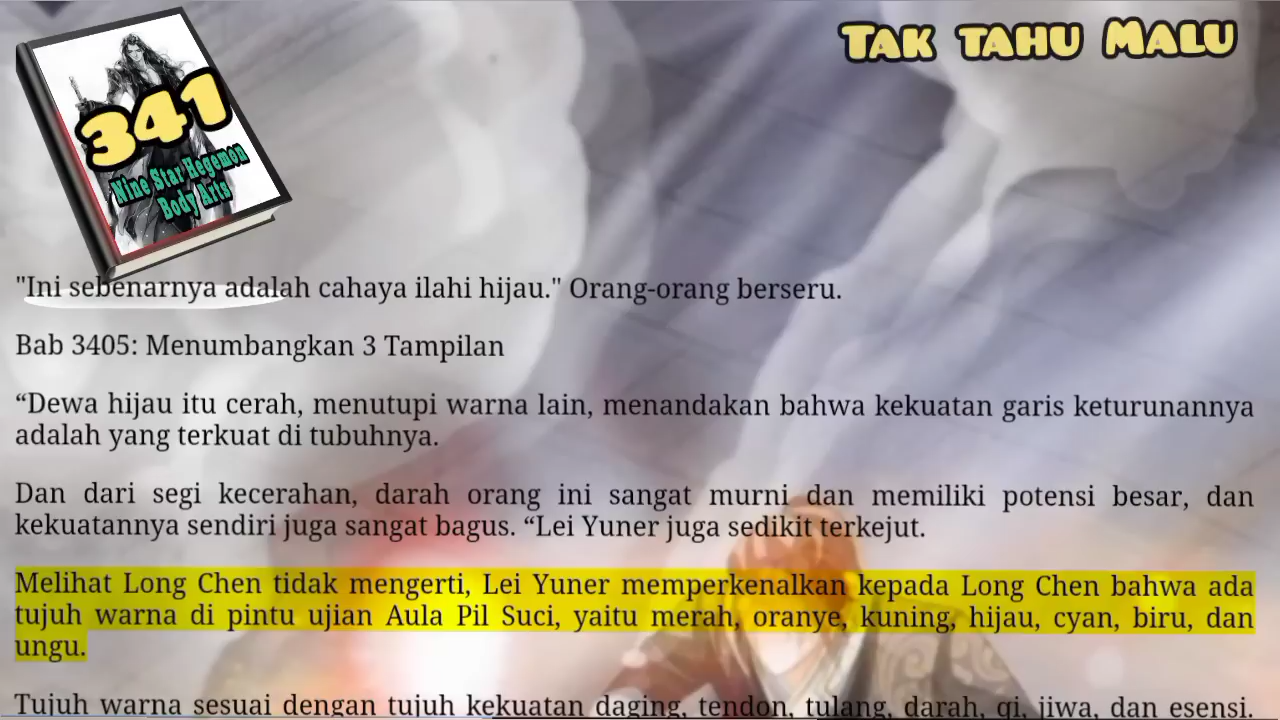 Tak tahu Malu
341
Nine Star Hegemon
Body Arts
"Ini sebenarnya adalah cahaya ilahi hijau." Orang-orang berseru.
Bab 3405: Menumbangkan 3 Tampilan
“Dewa hijau itu cerah, menutupi warna lain, menandakan bahwa kekuatan garis keturunannya
adalah yang terkuat di tubuhnya.
Dan dari segi kecerahan, darah orang ini sangat murni dan memiliki potensi besar, dan
kekuatannya sendiri juga sangat bagus. “Lei Yuner juga sedikit terkejut.
Melihat Long Chen tidak mengerti, Lei Yuner memperkenalkan kepada Long Chen bahwa ada
tujuh warna di pintu ujian Aula Pil Suci, yaitu merah, oranye, kuning, hijau, cyan, biru, dan
ungu.
Tujuh warna sesuai dengan tujuh kekuatan daging, tendon, tulang, darah, qi, jiwa, dan esensi.